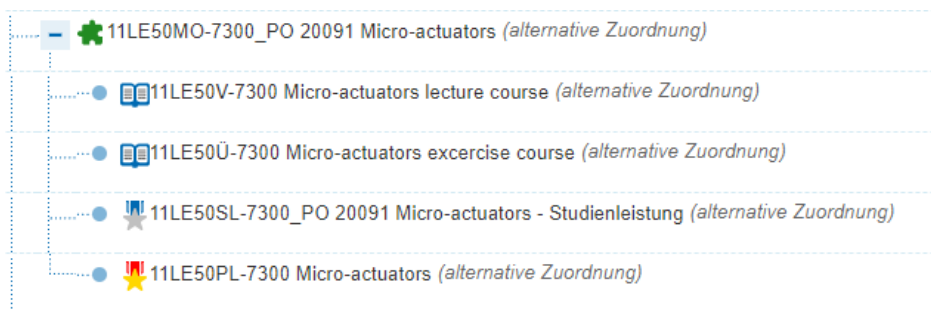 11LE50MO-7300_PO 20091 Micro-actuators (alternative Zuordnung)
11LE50V-7300 Micro-actuators lecture course (alternative Zuordnung)
11LE50Ü-7300 Micro-actuators excercise course (alternative Zuordnung)
11LE50SL-7300_PO 20091 Micro-actuators - Studienleistung (alternative Zuordnung)
11LE50PL-7300 Micro-actuators (alternative Zuordnung)